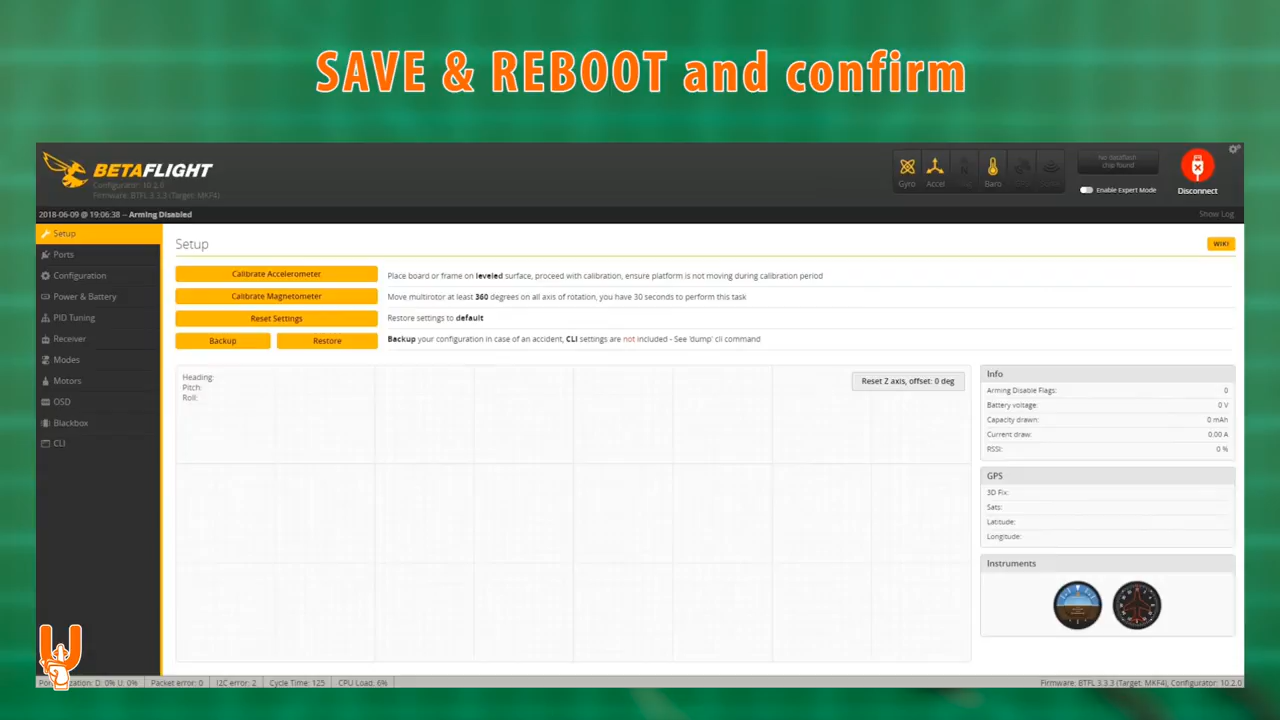 SAVE & REBOOT and confirm
BETAFLIGHT
Configurator: 10.2.0
Firmware: BTFL 3.3.3 (Target: MKF4)
Gyro Accel Baro
No dataflash
chip found
Enable Expert Mode
Disconnect
2018-06-09 @ 19:06:38 -- Arming Disabled
Show Log
Setup
Ports
Configuration
Power & Battery
PID Tuning
Receiver
Modes
Motors
OSD
Blackbox
CLI
Setup
WIKI
Calibrate Accelerometer
Place board or frame on leveled surface, proceed with calibration, ensure platform is not moving during calibration period
Calibrate Magnetometer
Move multirotor at least 360 degrees on all axis of rotation, you have 30 seconds to perform this task
Reset Settings
Restore settings to default
Backup
Restore
Backup your configuration in case of an accident, CLI settings are not included - See 'dump' cli command
Heading:
Pitch:
Roll:
Reset Z axis, offset: 0 deg
Info
Arming Disable Flags: 0
Battery voltage: 0 V
Capacity drawn: 0 mAh
Current draw: 0.00 A
RSSI: 0 %
GPS
3D Fix:
Sats:
Latitude:
Longitude:
Instruments
D: 0% U: 0% Packet error: 0 I2C error: 2 Cycle Time: 125 CPU Load: 6%
Firmware: BTFL 3.3.3 (Target: MKF4), Configurator: 10.2.0